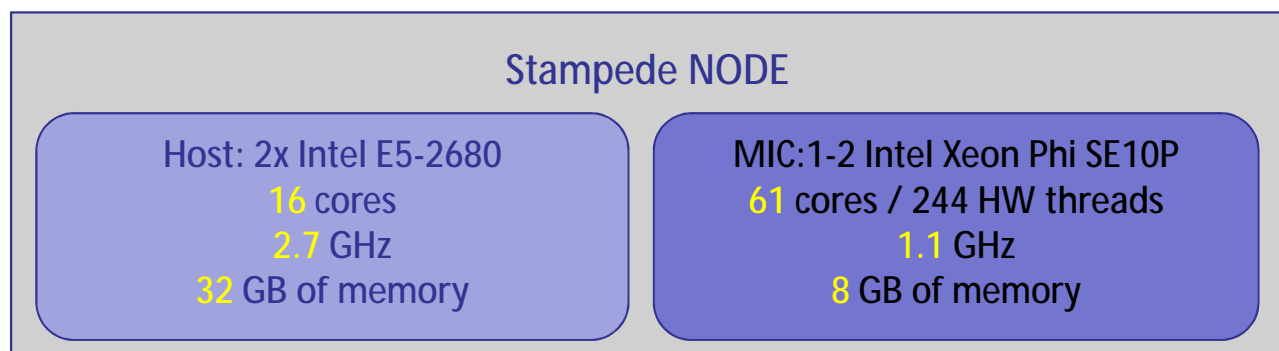 Stampede NODE
Host: 2x Intel E5-2680
16 cores
2.7 GHz
32 GB of memory
MIC:1-2 Intel Xeon Phi SE10P
61 cores / 244 HW threads
1.1 GHz
8 GB of memory